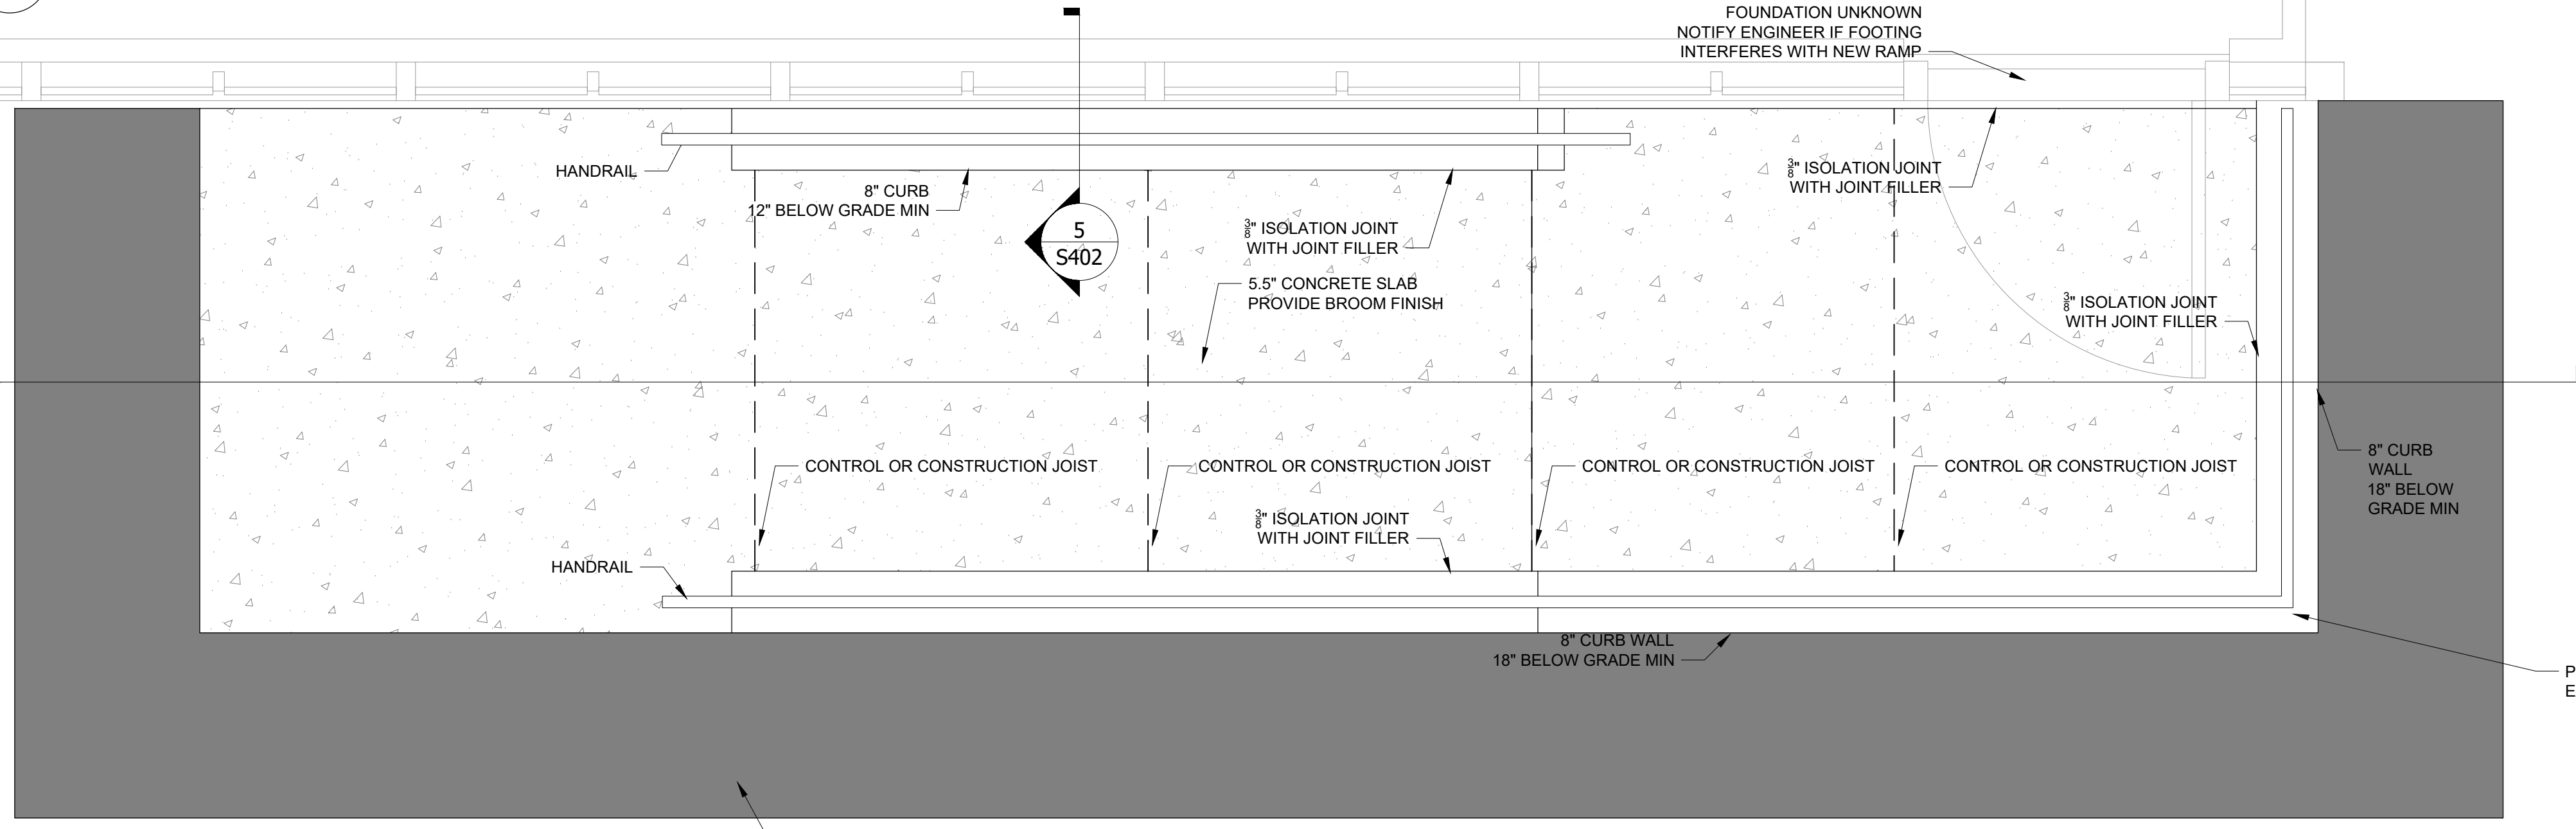 FOUNDATION UNKNOWN
NOTIFY ENGINEER IF FOOTING
INTERFERES WITH NEW RAMP
HANDRAIL
8" CURB
12" BELOW GRADE MIN
5
S402
3/8" ISOLATION JOINT
WITH JOINT FILLER
5.5" CONCRETE SLAB
PROVIDE BROOM FINISH
3/8" ISOLATION JOINT
WITH JOINT FILLER
3/8" ISOLATION JOINT
WITH JOINT FILLER
CONTROL OR CONSTRUCTION JOIST
CONTROL OR CONSTRUCTION JOIST
CONTROL OR CONSTRUCTION JOIST
CONTROL OR CONSTRUCTION JOIST
8" CURB
WALL
18" BELOW
GRADE MIN
3/8" ISOLATION JOINT
WITH JOINT FILLER
HANDRAIL
8" CURB WALL
18" BELOW GRADE MIN
P
E